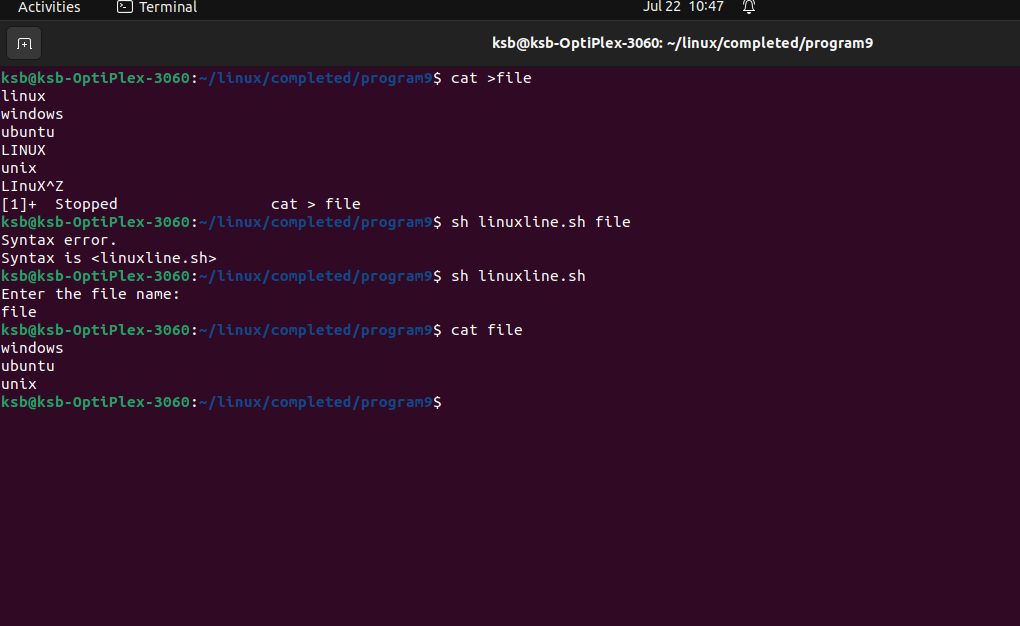 Activities Terminal Jul 22 10:47
ksb@ksb-OptiPlex-3060: ~/linux/completed/program9
ksb@ksb-OptiPlex-3060:~/linux/completed/program9$ cat >file
linux
windows
ubuntu
LINUX
unix
LInuX^Z
[1]+  Stopped                 cat > file
ksb@ksb-OptiPlex-3060:~/linux/completed/program9$ sh linuxline.sh file
Syntax error.
Syntax is <linuxline.sh>
ksb@ksb-OptiPlex-3060:~/linux/completed/program9$ sh linuxline.sh
Enter the file name:
file
ksb@ksb-OptiPlex-3060:~/linux/completed/program9$ cat file
windows
ubuntu
unix
ksb@ksb-OptiPlex-3060:~/linux/completed/program9$